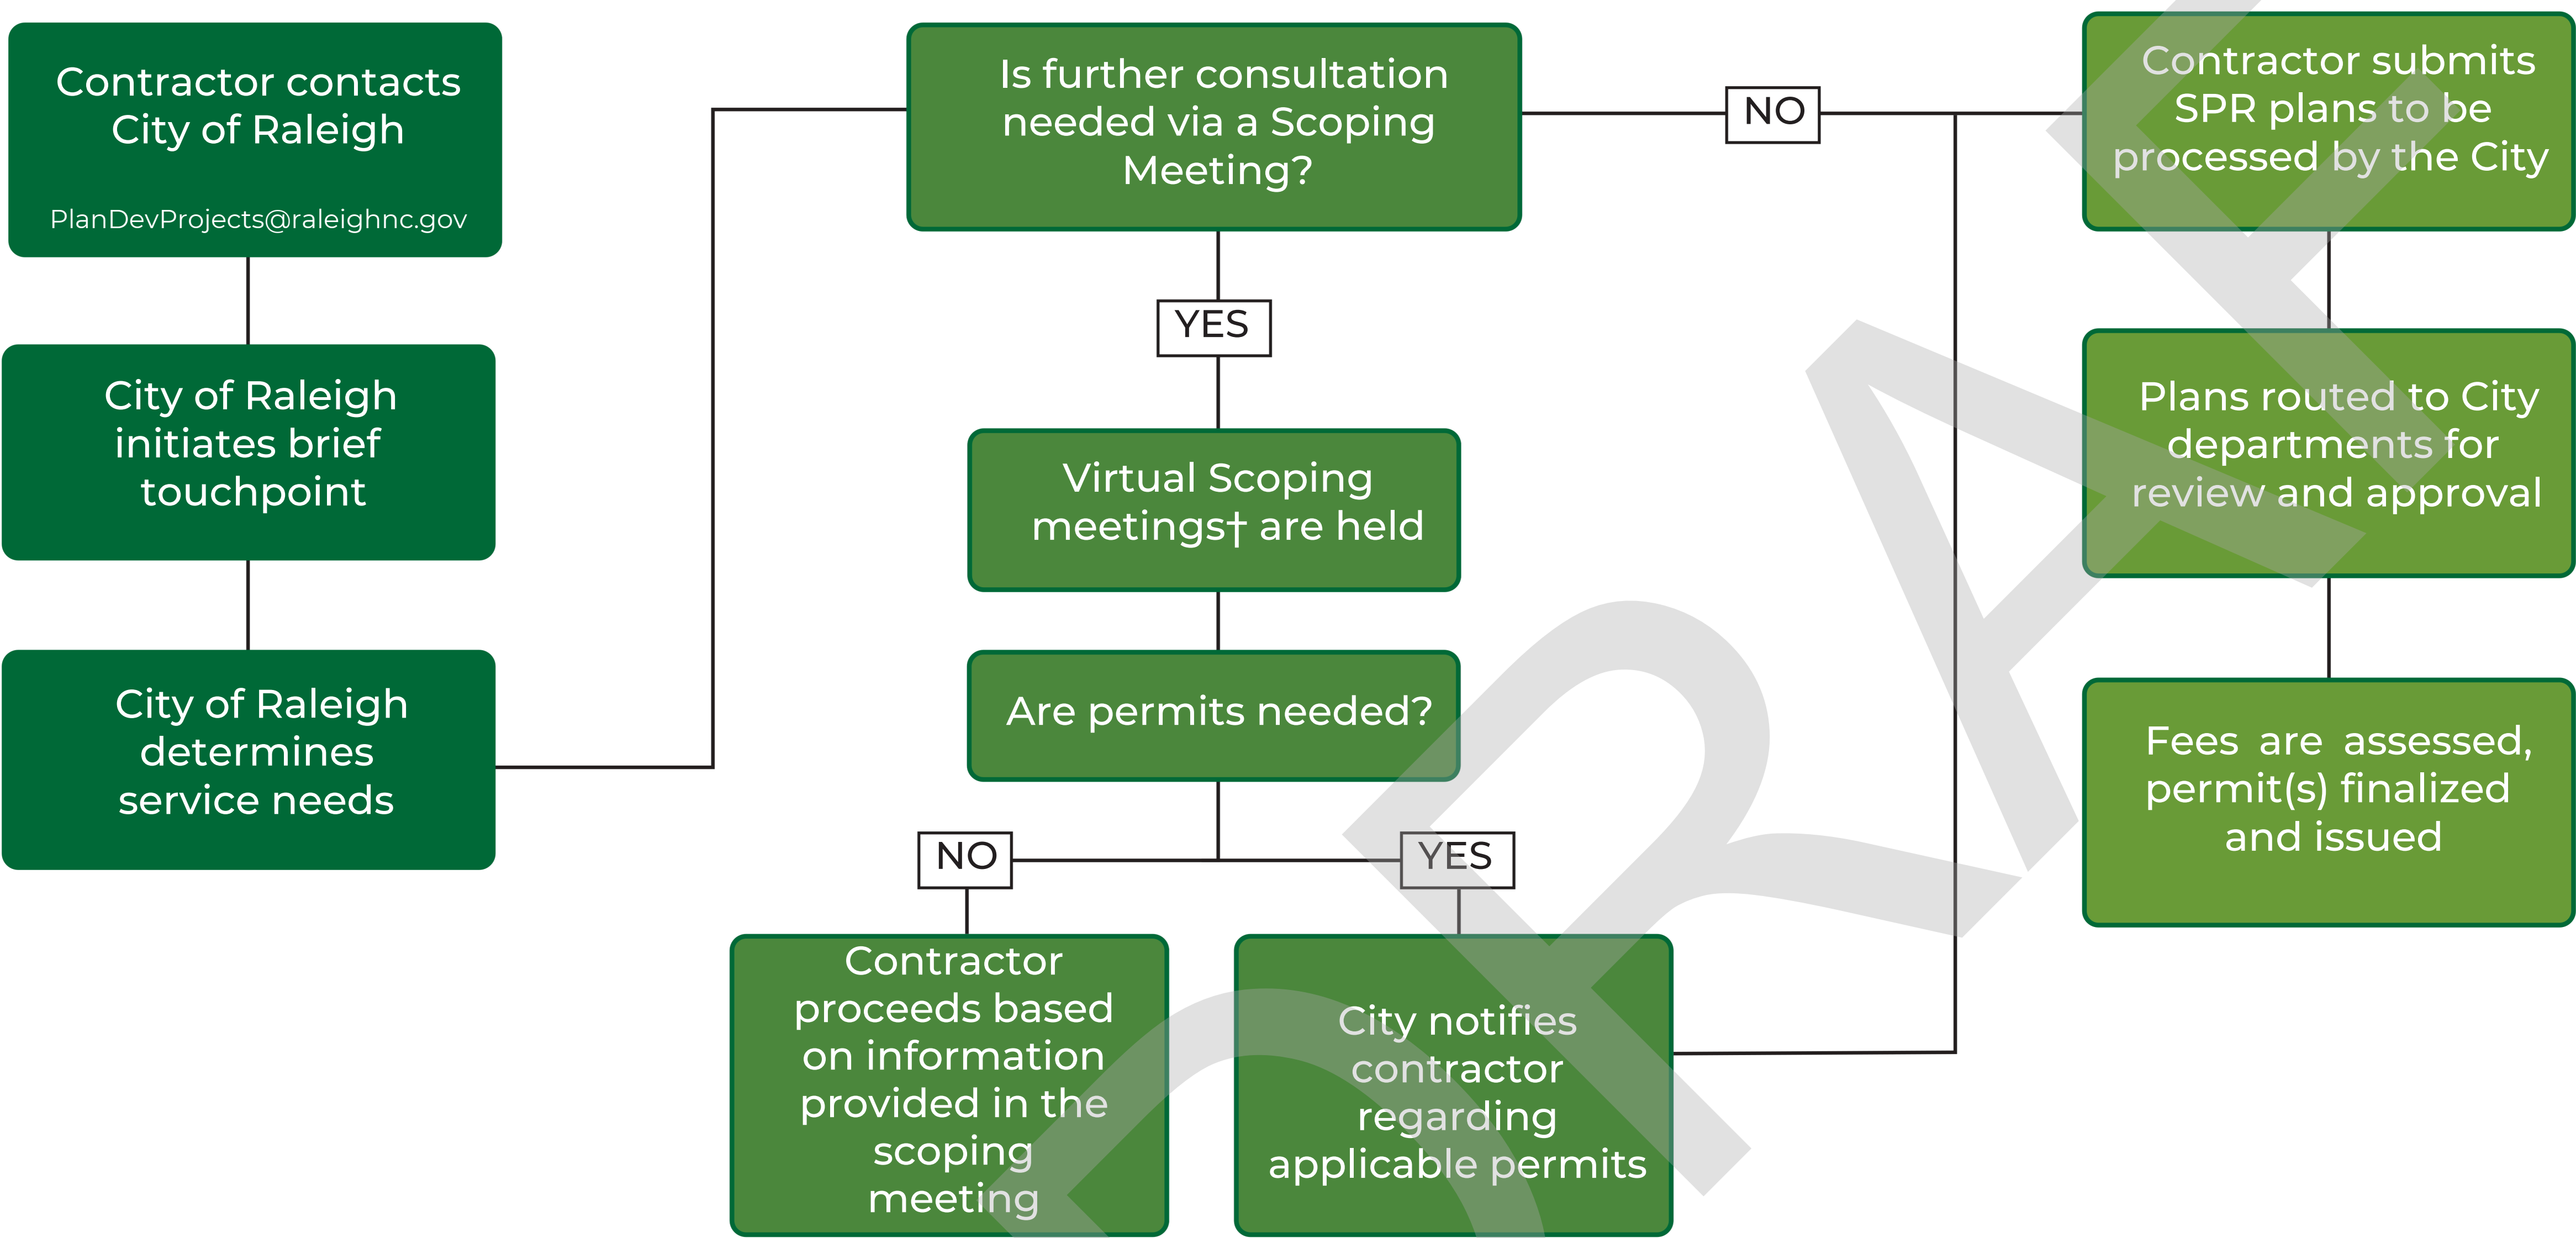 Contractor contacts
City of Raleigh
PlanDevProjects@raleighnc.gov
City of Raleigh
initiates brief
touchpoint
City of Raleigh
determines
service needs
Is further consultation
needed via a Scoping
Meeting?
NO
YES
Virtual Scoping
meetings† are held
Are permits needed?
NO
YES
Contractor
proceeds based
on information
provided in the
scoping
meeting
City notifies
contractor
regarding
applicable permits
Contractor submits
SPR plans to be
processed by the City
Plans routed to City
departments for
review and approval
Fees are assessed,
permit(s) finalized
and issued
DRAFT